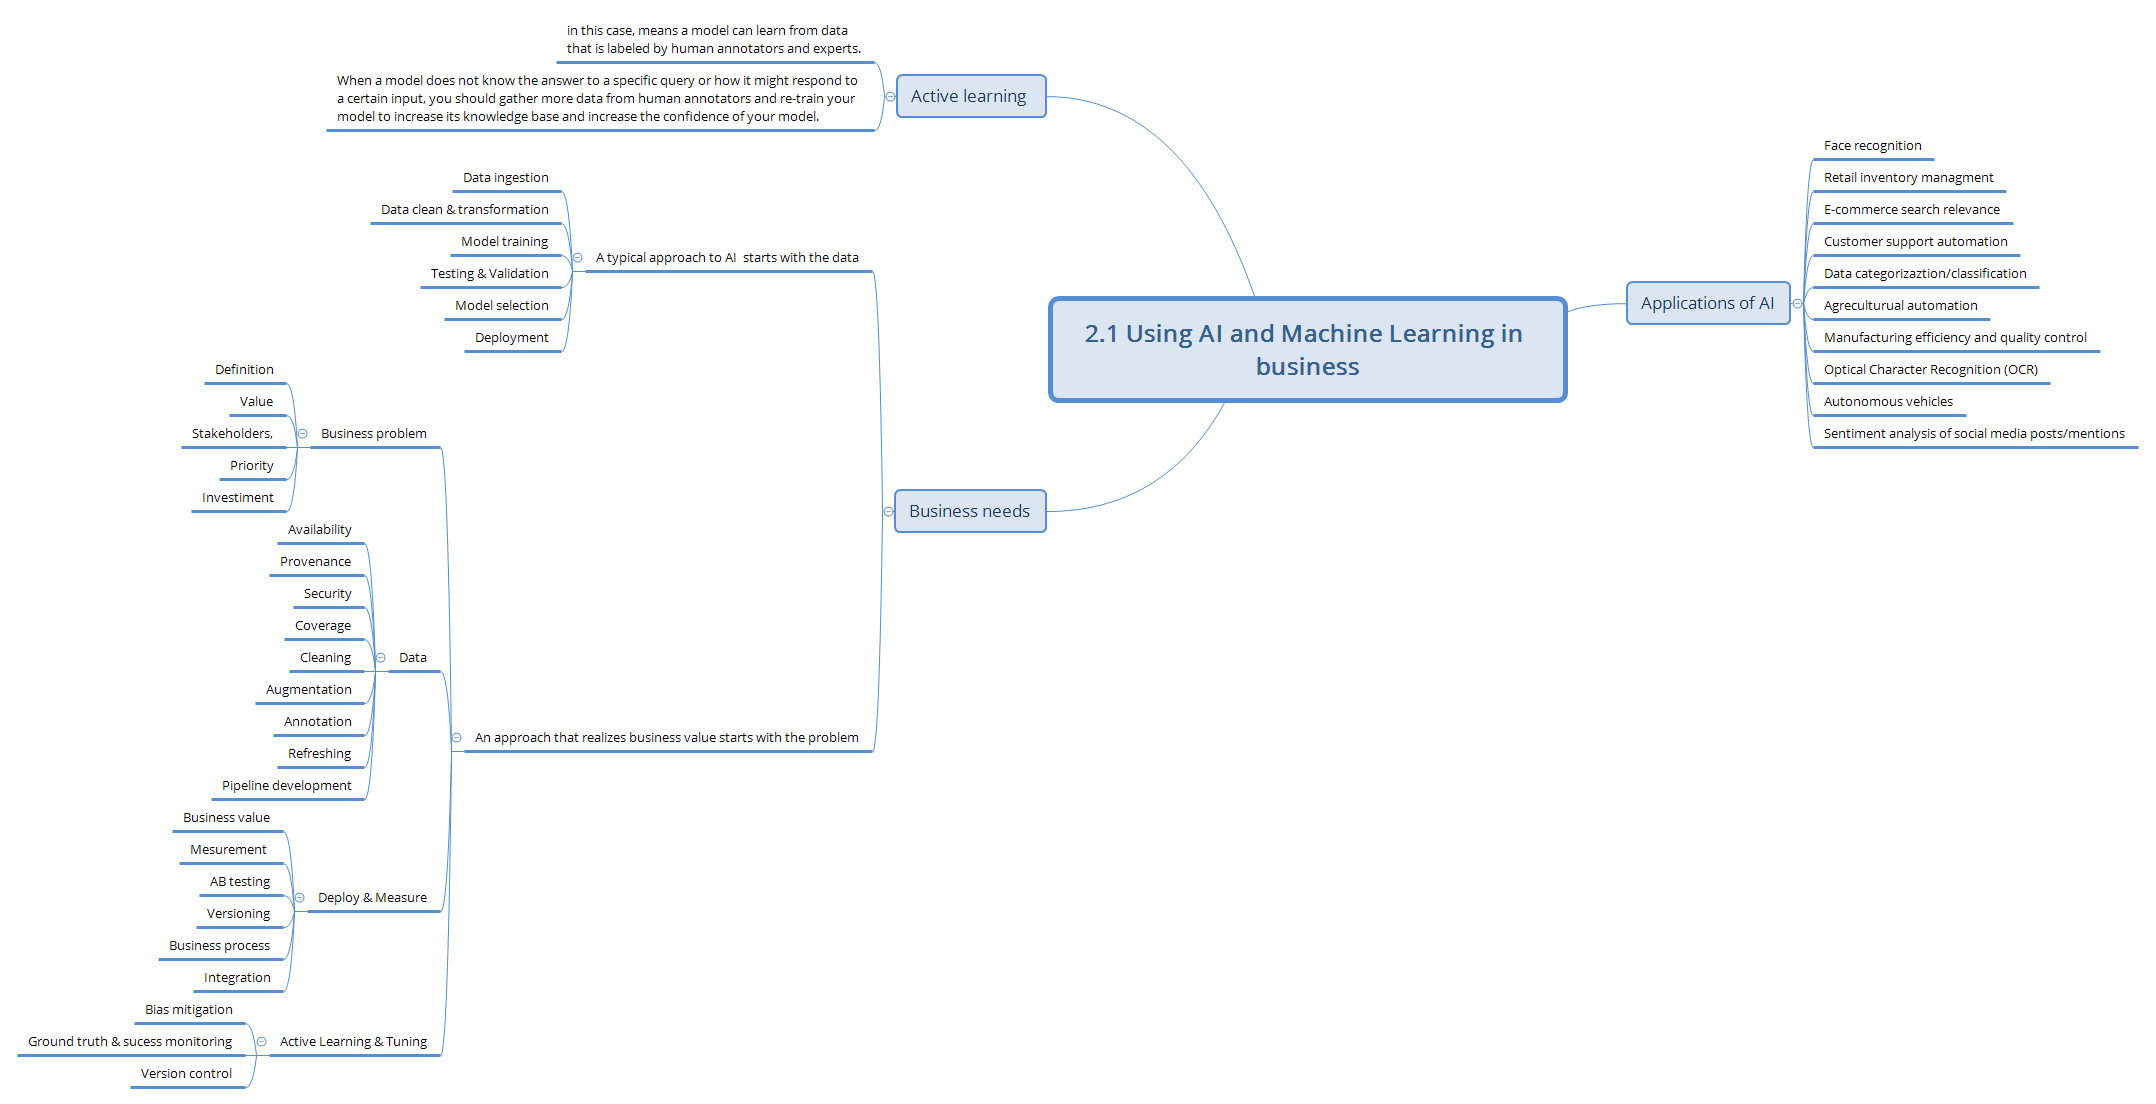 2.1 Using AI and Machine Learning in
business
Applications of AI
Face recognition
Retail inventory managment
E-commerce search relevance
Customer support automation
Data categorizaztion/classification
Agreculturual automation
Manufacturing efficiency and quality control
Optical Character Recognition (OCR)
Autonomous vehicles
Sentiment analysis of social media posts/mentions
Active learning
in this case, means a model can learn from data
that is labeled by human annotators and experts.
When a model does not know the answer to a specific query or how it might respond to
a certain input, you should gather more data from human annotators and re-train your
model to increase its knowledge base and increase the confidence of your model.
Business needs
A typical approach to AI  starts with the data
Data ingestion
Data clean & transformation
Model training
Testing & Validation
Model selection
Deployment
An approach that realizes business value starts with the problem
Business problem
Definition
Value
Stakeholders,
Priority
Investiment
Data
Availability
Provenance
Security
Coverage
Cleaning
Augmentation
Annotation
Refreshing
Pipeline development
Deploy & Measure
Business value
Mesurement
AB testing
Versioning
Business process
Integration
Active Learning & Tuning
Bias mitigation
Ground truth & sucess monitoring
Version control